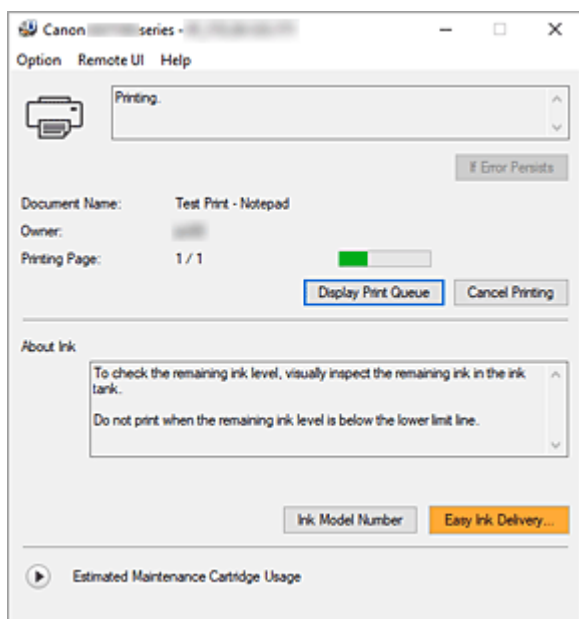 Canon series -
Option Remote UI Help
Printing.
If Error Persists
Document Name: Test Print - Notepad
Owner:
Printing Page: 1 / 1
Display Print Queue Cancel Printing
About Ink
To check the remaining ink level, visually inspect the remaining ink in the ink
tank.
Do not print when the remaining ink level is below the lower limit line.
Ink Model Number Easy Ink Delivery...
Estimated Maintenance Cartridge Usage